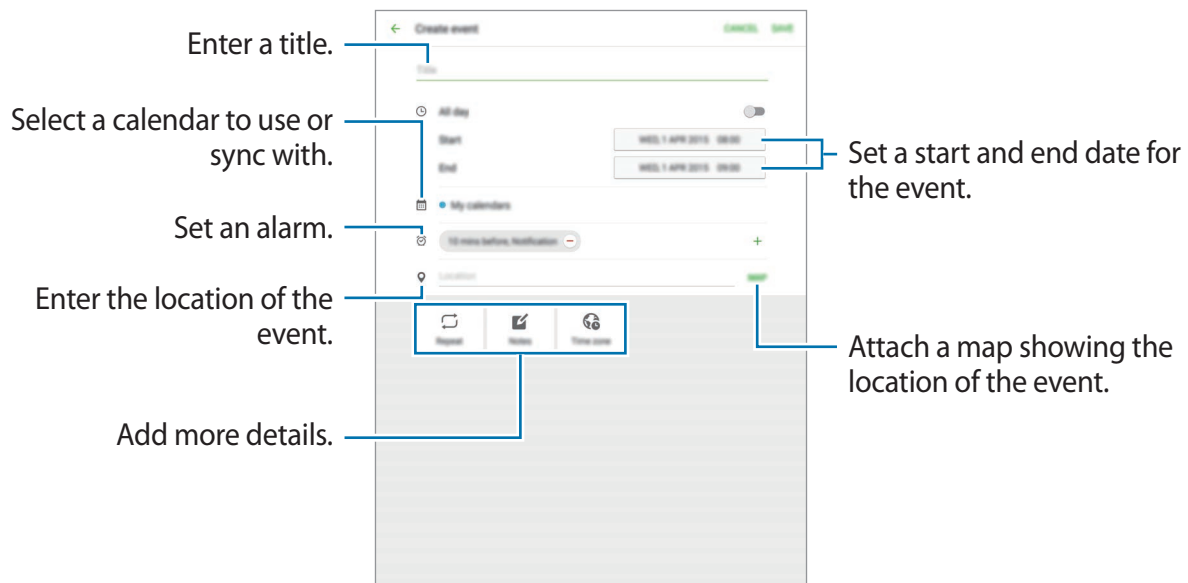 Create event
CANCEL SAVE
Enter a title.
Title
Select a calendar to use or
sync with.
All day
Start
WED, 1 APR 2015 08:00
End
WED, 1 APR 2015 09:00
Set a start and end date for
the event.
My calendars
Set an alarm.
10 mins before, Notification
Location
MAP
Enter the location of the
event.
Repeat
Notes
Time zone
Attach a map showing the
location of the event.
Add more details.